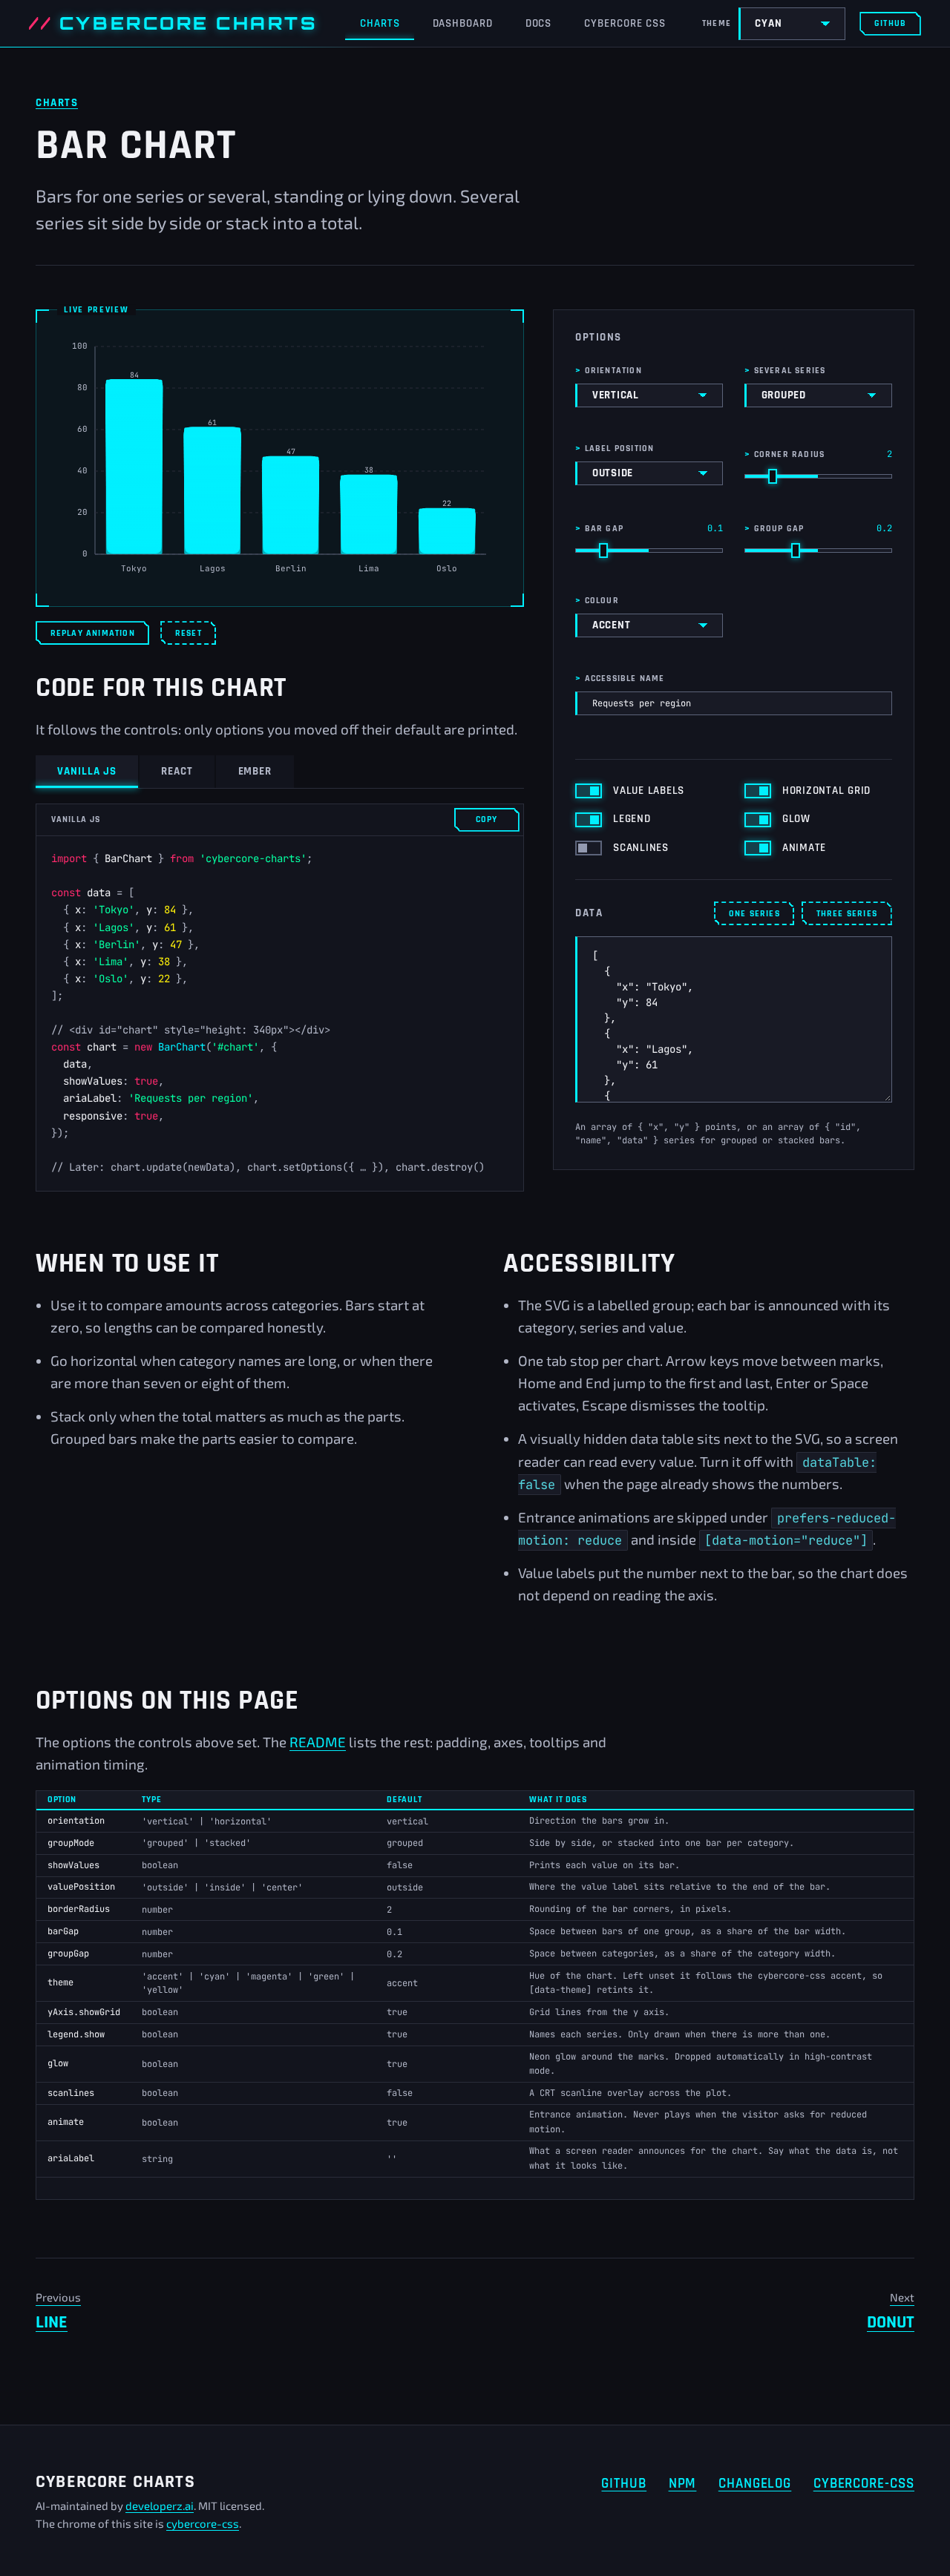 // CYBERCORE CHARTS
CHARTS
DASHBOARD
DOCS
CYBERCORE CSS
THEME
CYAN
GITHUB
CHARTS
BAR CHART
Bars for one series or several, standing or lying down. Several
series sit side by side or stack into a total.
LIVE PREVIEW
100
80
60
40
20
0
84
61
47
38
22
Tokyo
Lagos
Berlin
Lima
Oslo
REPLAY ANIMATION
RESET
CODE FOR THIS CHART
It follows the controls: only options you moved off their default are printed.
VANILLA JS
REACT
EMBER
VANILLA JS
COPY
import { BarChart } from 'cybercore-charts';
const data = [
{ x: 'Tokyo', y: 84 },
{ x: 'Lagos', y: 61 },
{ x: 'Berlin', y: 47 },
{ x: 'Lima', y: 38 },
{ x: 'Oslo', y: 22 },
];
// <div id="chart" style="height: 340px"></div>
const chart = new BarChart('#chart', {
data,
showValues: true,
ariaLabel: 'Requests per region',
responsive: true,
});
// Later: chart.update(newData), chart.setOptions({ … }), chart.destroy()
OPTIONS
> ORIENTATION
VERTICAL
> SEVERAL SERIES
GROUPED
> LABEL POSITION
OUTSIDE
> CORNER RADIUS
2
> BAR GAP
0.1
> GROUP GAP
0.2
> COLOUR
ACCENT
> ACCESSIBLE NAME
Requests per region
VALUE LABELS
HORIZONTAL GRID
LEGEND
GLOW
SCANLINES
ANIMATE
DATA
ONE SERIES
THREE SERIES
[
{
"x": "Tokyo",
"y": 84
},
{
"x": "Lagos",
"y": 61
},
{
An array of { "x", "y" } points, or an array of { "id",
"name", "data" } series for grouped or stacked bars.
WHEN TO USE IT
• Use it to compare amounts across categories. Bars start at
zero, so lengths can be compared honestly.
• Go horizontal when category names are long, or when there
are more than seven or eight of them.
• Stack only when the total matters as much as the parts.
Grouped bars make the parts easier to compare.
ACCESSIBILITY
• The SVG is a labelled group; each bar is announced with its
category, series and value.
• One tab stop per chart. Arrow keys move between marks,
Home and End jump to the first and last, Enter or Space
activates, Escape dismisses the tooltip.
• A visually hidden data table sits next to the SVG, so a screen
reader can read every value. Turn it off with dataTable:
false when the page already shows the numbers.
• Entrance animations are skipped under prefers-reduced-
motion: reduce and inside [data-motion="reduce"].
• Value labels put the number next to the bar, so the chart does
not depend on reading the axis.
OPTIONS ON THIS PAGE
The options the controls above set. The README lists the rest: padding, axes, tooltips and
animation timing.
OPTION TYPE DEFAULT WHAT IT DOES
orientation 'vertical' | 'horizontal' vertical Direction the bars grow in.
groupMode 'grouped' | 'stacked' grouped Side by side, or stacked into one bar per category.
showValues boolean false Prints each value on its bar.
valuePosition 'outside' | 'inside' | 'center' outside Where the value label sits relative to the end of the bar.
borderRadius number 2 Rounding of the bar corners, in pixels.
barGap number 0.1 Space between bars of one group, as a share of the bar width.
groupGap number 0.2 Space between categories, as a share of the category width.
theme 'accent' | 'cyan' | 'magenta' | 'green' |
'yellow' accent Hue of the chart. Left unset it follows the cybercore-css accent, so
[data-theme] retints it.
yAxis.showGrid boolean true Grid lines from the y axis.
legend.show boolean true Names each series. Only drawn when there is more than one.
glow boolean true Neon glow around the marks. Dropped automatically in high-contrast
mode.
scanlines boolean false A CRT scanline overlay across the plot.
animate boolean true Entrance animation. Never plays when the visitor asks for reduced
motion.
ariaLabel string '' What a screen reader announces for the chart. Say what the data is, not
what it looks like.
Previous
LINE
Next
DONUT
CYBERCORE CHARTS
AI-maintained by developerz.ai. MIT licensed.
The chrome of this site is cybercore-css.
GITHUB
NPM
CHANGELOG
CYBERCORE-CSS